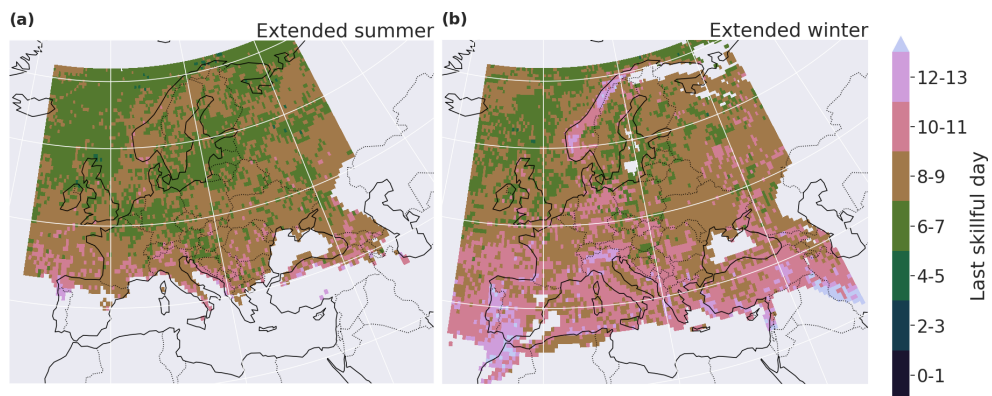 (a)
Extended summer
(b)
Extended winter
12-13
10-11
8-9
6-7
4-5
2-3
0-1
Last skillful day